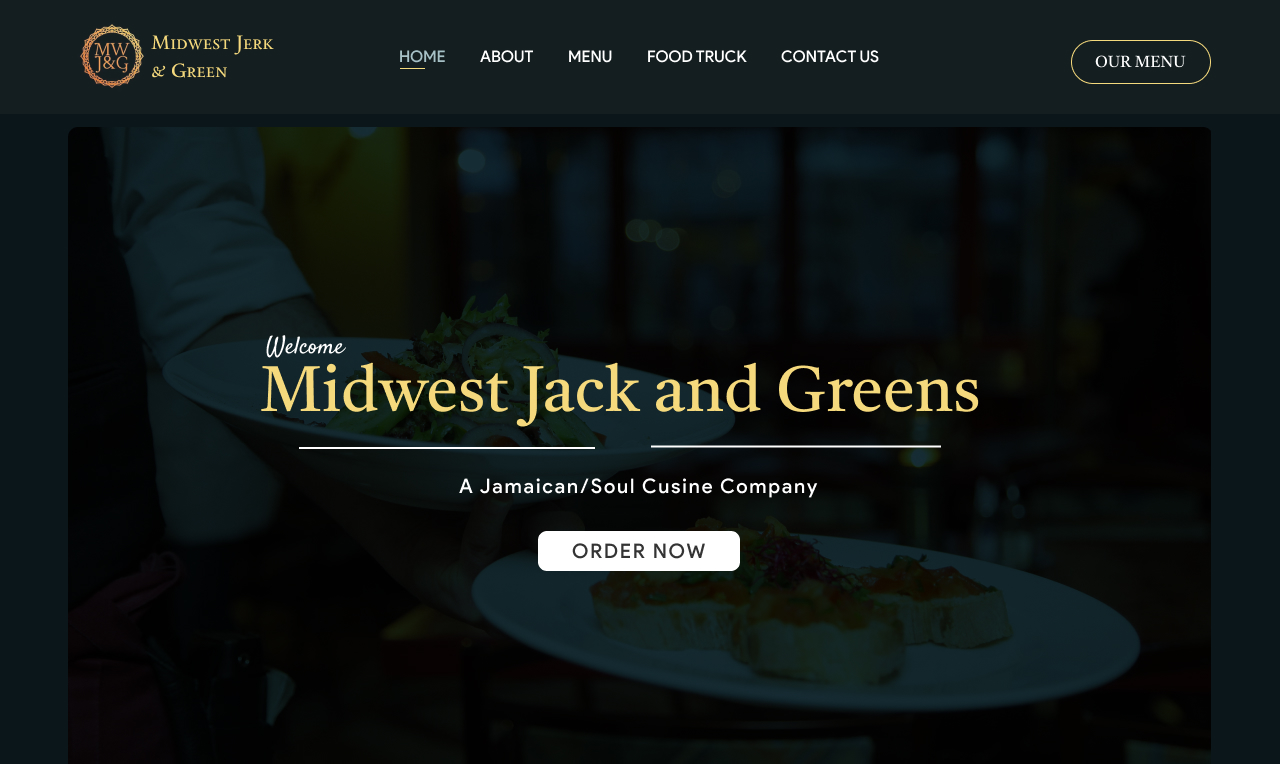 MW
J&G
Midwest Jerk
& Green
HOME ABOUT MENU FOOD TRUCK CONTACT US
OUR MENU
Welcome
Midwest Jack and Greens
A Jamaican/Soul Cusine Company
ORDER NOW